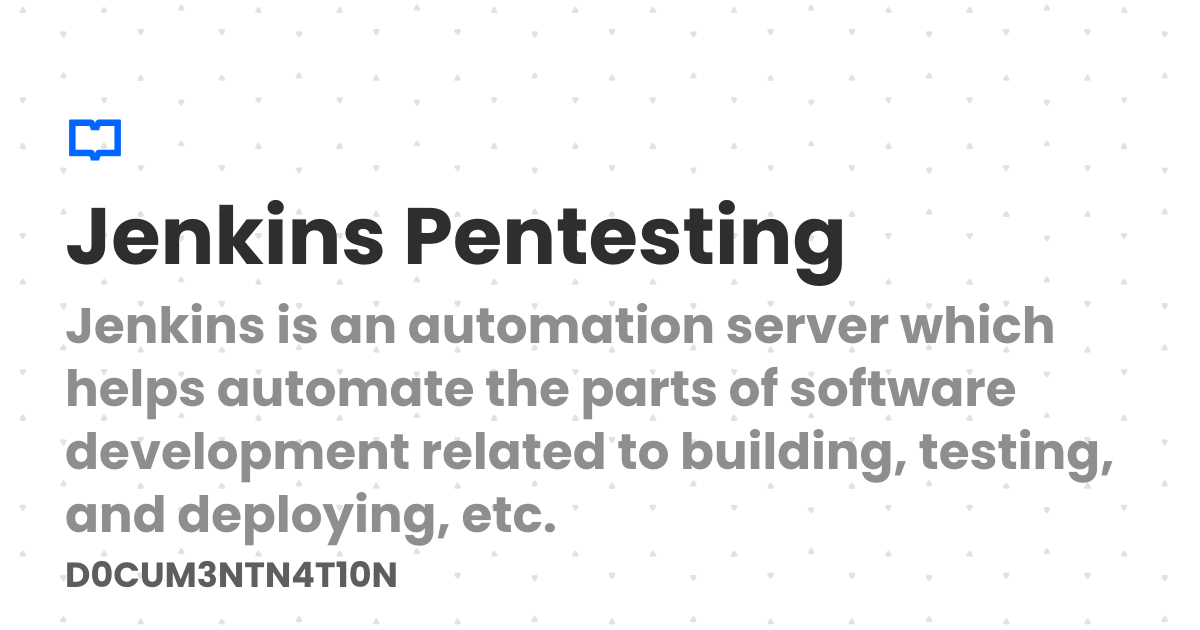 Jenkins Pentesting
Jenkins is an automation server which
helps automate the parts of software
development related to building, testing,
and deploying, etc.
D0CUM3NTN4T10N